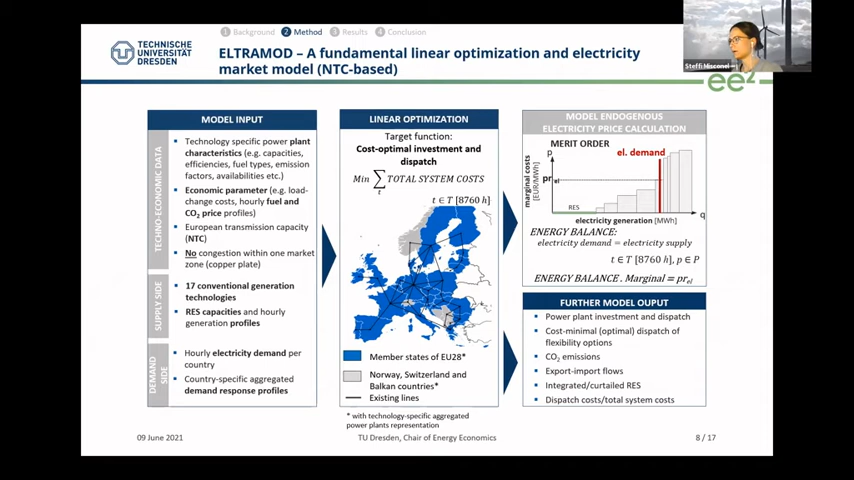 1 Background 2 Method 3 Results 4 Conclusion
TECHNISCHE
UNIVERSITÄT
DRESDEN
ELTRAMOD – A fundamental linear optimization and electricity
market model (NTC-based)
Steffi Misconel
ee²
MODEL INPUT
TECHNO-ECONOMIC DATA
Technology specific power plant
characteristics (e.g. capacities,
efficiencies, fuel types, emission
factors, availabilities etc.)
Economic parameter (e.g. load-
change costs, hourly fuel and
CO₂ price profiles)
European transmission capacity
(NTC)
No congestion within one market
zone (copper plate)
SUPPLY SIDE
17 conventional generation
technologies
RES capacities and hourly
generation profiles
DEMAND
SIDE
Hourly electricity demand per
country
Country-specific aggregated
demand response profiles
LINEAR OPTIMIZATION
Target function:
Cost-optimal investment and
dispatch
Min ∑ TOTAL SYSTEM COSTS
t
t ∈ T [8760 h]
Member states of EU28*
Norway, Switzerland and
Balkan countries*
Existing lines
* with technology-specific aggregated
power plants representation
MODEL ENDOGENOUS
ELECTRICITY PRICE CALCULATION
MERIT ORDER
p
el. demand
marginal costs
[EUR/MWh]
pr el
RES
q
electricity generation [MWh]
ENERGY BALANCE:
electricity demand = electricity supply
t ∈ T [8760 h], p ∈ P
ENERGY BALANCE . Marginal = pr el
FURTHER MODEL OUPUT
Power plant investment and dispatch
Cost-minimal (optimal) dispatch of
flexibility options
CO₂ emissions
Export-import flows
Integrated/curtailed RES
Dispatch costs/total system costs
09 June 2021
TU Dresden, Chair of Energy Economics
8 / 17